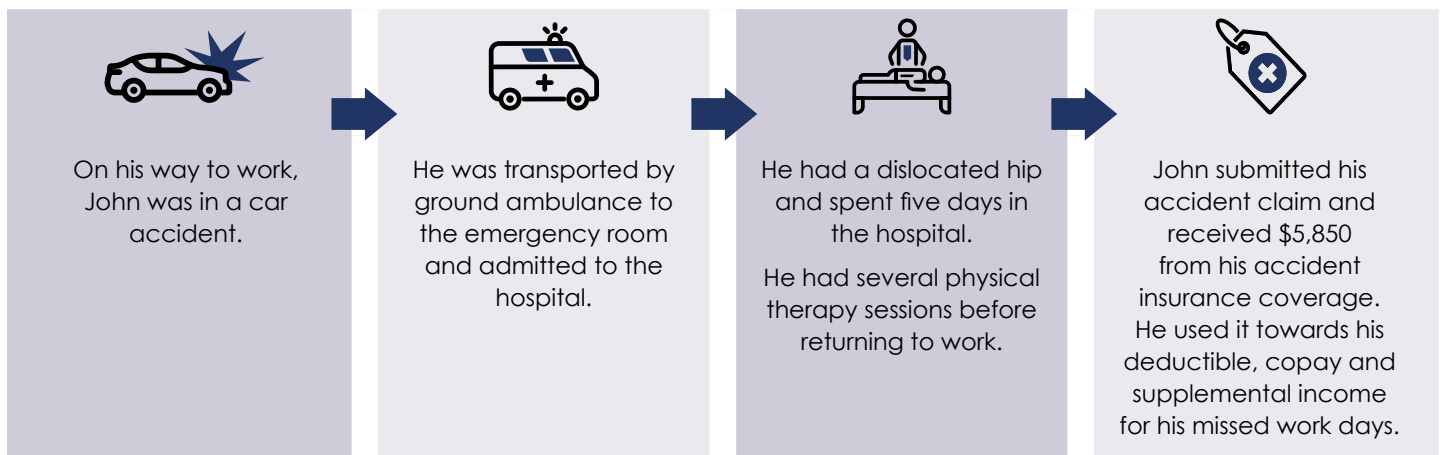 On his way to work,
John was in a car
accident.
He was transported by
ground ambulance to
the emergency room
and admitted to the
hospital.
He had a dislocated hip
and spent five days in
the hospital.
He had several physical
therapy sessions before
returning to work.
John submitted his
accident claim and
received $5,850
from his accident
insurance coverage.
He used it towards his
deductible, copay and
supplemental income
for his missed work days.